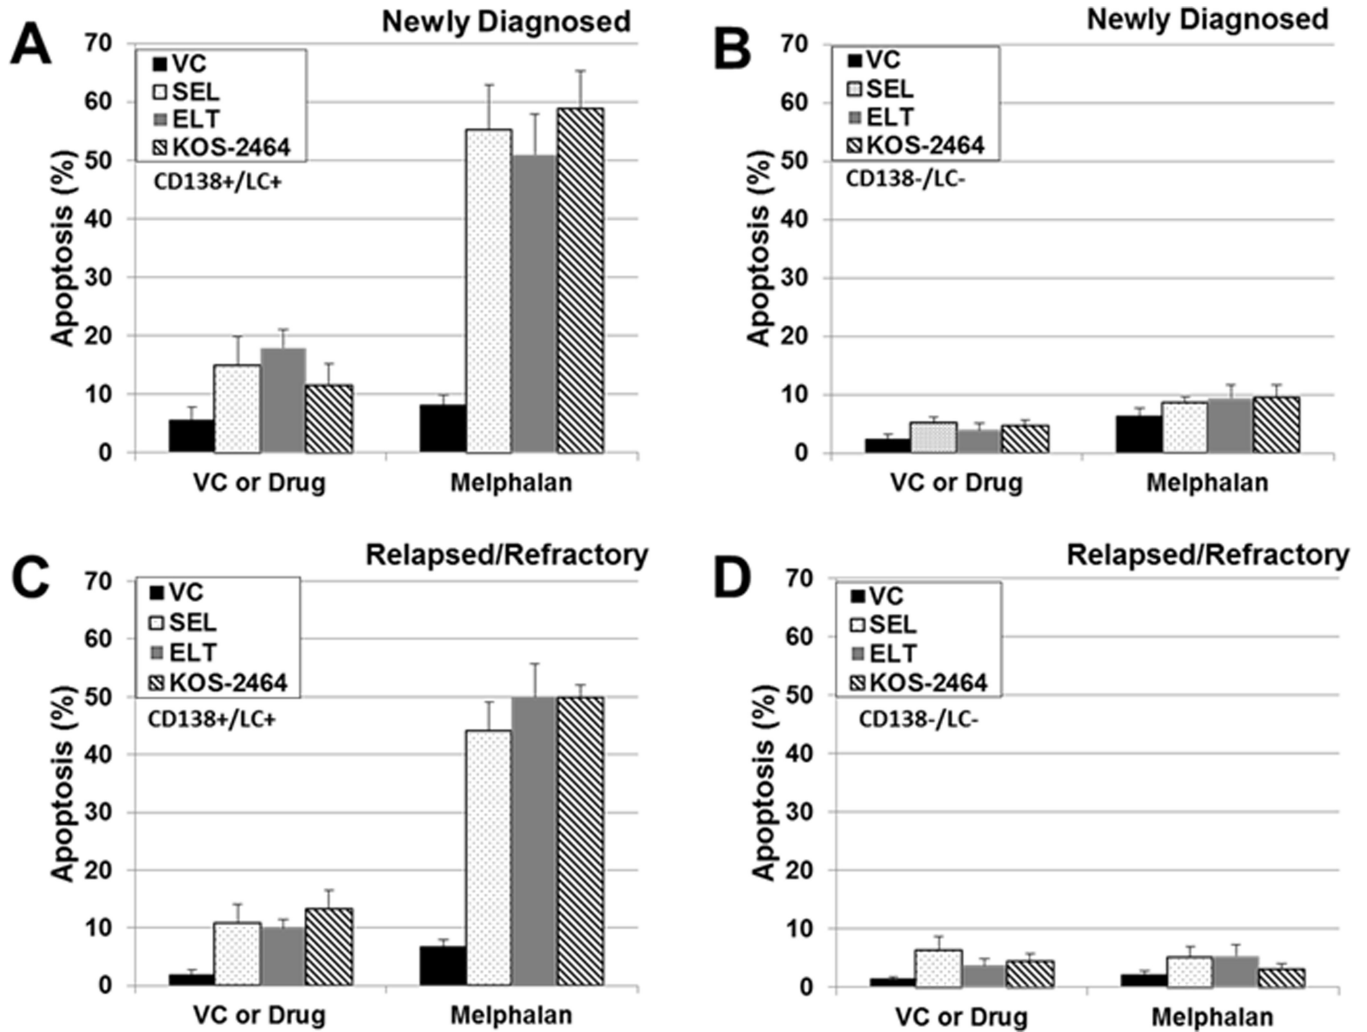 A
Newly Diagnosed
70
60
50
40
30
20
10
0
Apoptosis (%)
VC
SEL
ELT
KOS-2464
CD138+/LC+
VC or Drug
Melphalan
B
Newly Diagnosed
70
60
50
40
30
20
10
0
Apoptosis (%)
VC
SEL
ELT
KOS-2464
CD138-/LC-
VC or Drug
Melphalan
C
Relapsed/Refractory
70
60
50
40
30
20
10
0
Apoptosis (%)
VC
SEL
ELT
KOS-2464
CD138+/LC+
VC or Drug
Melphalan
D
Relapsed/Refractory
70
60
50
40
30
20
10
0
Apoptosis (%)
VC
SEL
ELT
KOS-2464
CD138-/LC-
VC or Drug
Melphalan